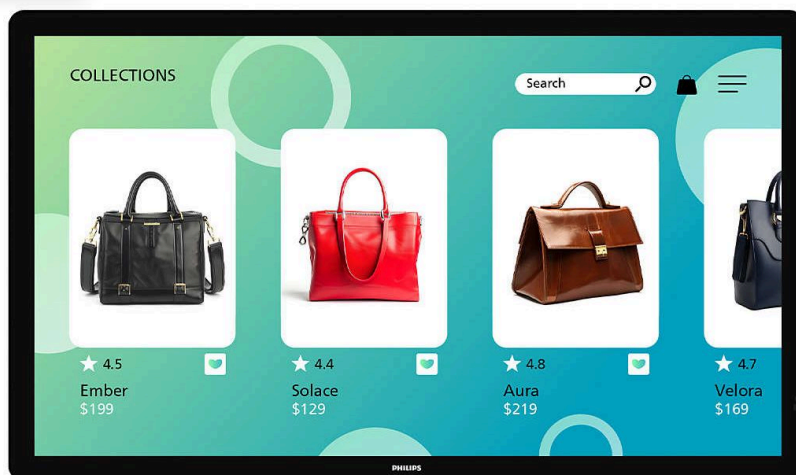 COLLECTIONS
Search
4.5
Ember
$199
4.4
Solace
$129
4.8
Aura
$219
4.7
Velora
$169
PHILIPS